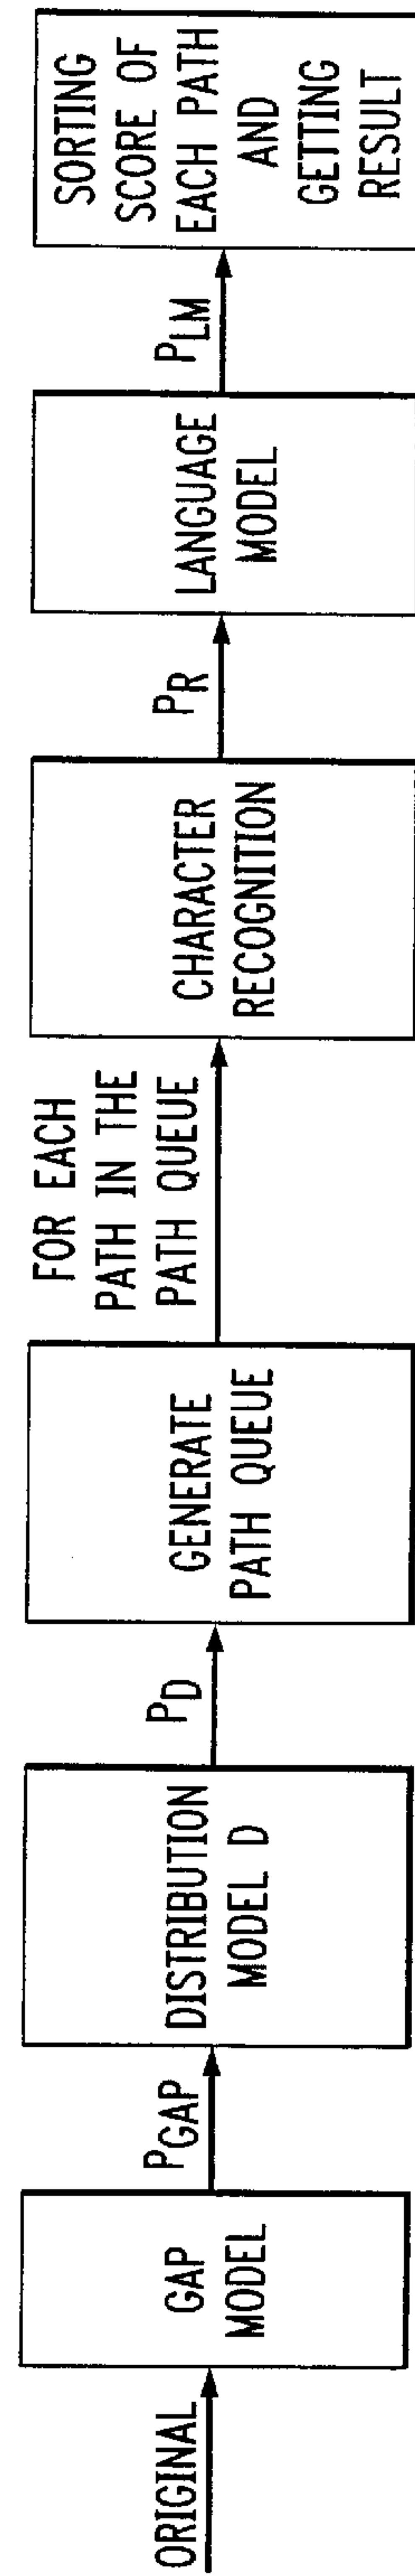 ORIGINAL
GAP
MODEL
P_GAP
DISTRIBUTION
MODEL D
P_D
GENERATE
PATH QUEUE
FOR EACH
PATH IN THE
PATH QUEUE
CHARACTER
RECOGNITION
P_R
LANGUAGE
MODEL
P_LM
SORTING
SCORE OF
EACH PATH
AND
GETTING
RESULT